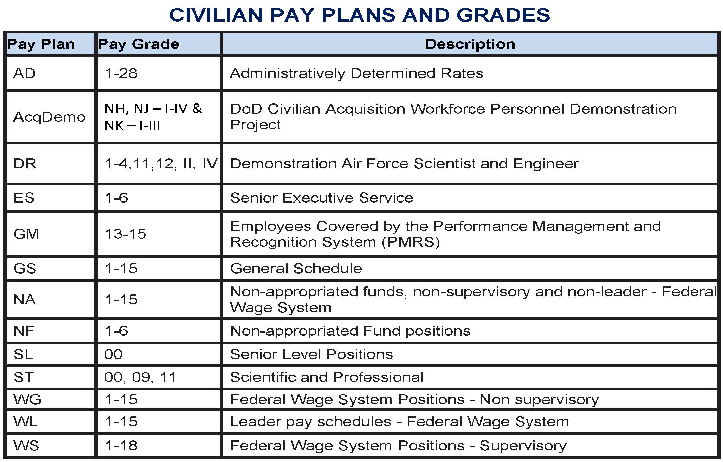 CIVILIAN PAY PLANS AND GRADES
Pay Plan Pay Grade Description
AD 1-28 Administratively Determined Rates
AcqDemo NH, NJ – I-IV & NK – I-III DoD Civilian Acquisition Workforce Personnel Demonstration
Project
DR 1-4,11,12, II, IV Demonstration Air Force Scientist and Engineer
ES 1-6 Senior Executive Service
GM 13-15 Employees Covered by the Performance Management and
Recognition System (PMRS)
GS 1-15 General Schedule
NA 1-15 Non-appropriated funds, non-supervisory and non-leader - Federal
Wage System
NF 1-6 Non-appropriated Fund positions
SL 00 Senior Level Positions
ST 00, 09, 11 Scientific and Professional
WG 1-15 Federal Wage System Positions - Non supervisory
WL 1-15 Leader pay schedules - Federal Wage System
WS 1-18 Federal Wage System Positions - Supervisory